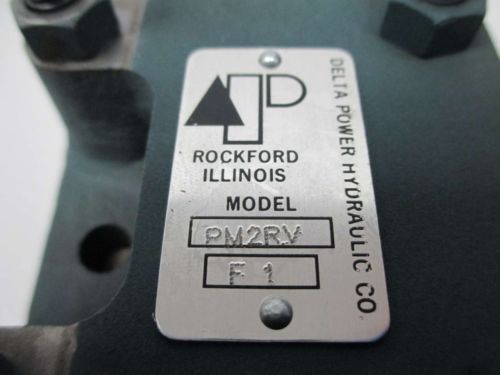 DELTA POWER HYDRAULIC CO.
ROCKFORD
ILLINOIS
MODEL
PM2RV
F 1